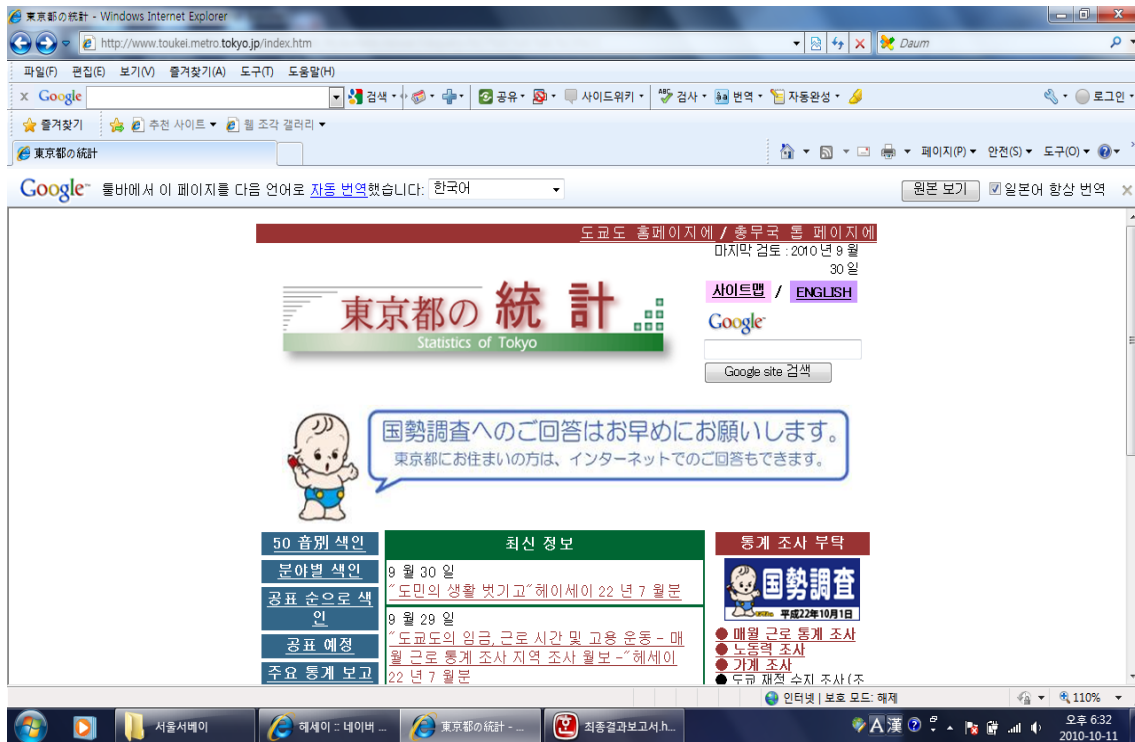 東京都の統計 - Windows Internet Explorer
http://www.toukei.metro.tokyo.jp/index.htm
Daum
파일(F) 편집(E) 보기(V) 즐겨찾기(A) 도구(T) 도움말(H)
x Google 검색 공유 사이드위키 ABC 검사 번역 자동완성 로그인
즐겨찾기 추천 사이트 웹 조각 갤러리
東京都の統計 페이지(P) 안전(S) 도구(O)
Google 툴바에서 이 페이지를 다음 언어로 자동 번역했습니다: 한국어 원본 보기 일본어 항상 번역 ×
도쿄도 홈페이지에 / 총무국 톱 페이지에
마지막 검토 : 2010 년 9 월
30 일
사이트맵 / ENGLISH
東京都の統計
Statistics of Tokyo
Google
Google site 검색
国勢調査へのご回答はお早めにお願いします。
東京都にお住まいの方は、インターネットでのご回答もできます。
50 音別 색인
분야별 색인
공표 순으로 색
인
공표 예정
주요 통계 보고
최신 정보
9 월 30 일
"도민의 생활 벗기고"헤이세이 22 년 7 월분
9 월 29 일
"도쿄도의 임금, 근로 시간 및 고용 운동 - 매
월 근로 통계 조사 지역 조사 월보 -"헤이세이
22 년 7 월분
통계 조사 부탁
国勢調査
平成22年10月1日
● 매월 근로 통계 조사
● 노동력 조사
● 가계 조사
● 도쿄 재정 수지 조사 (조
인터넷 | 보호 모드: 해제 110%
서울서베이 헤세이 :: 네이버 ... 東京都の統計 - ... 최종결과보고서.h... A 漢 오후 6:32
2010-10-11